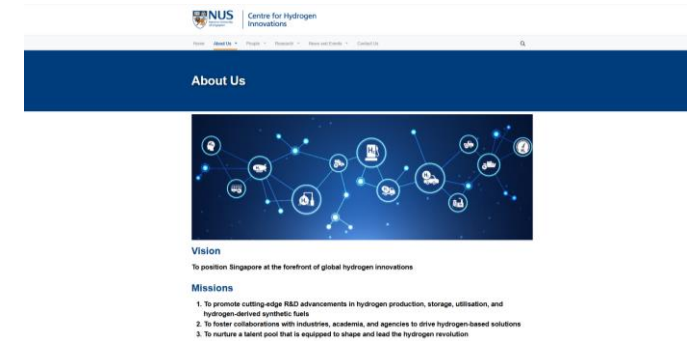 NUS
Centre for Hydrogen
Innovations
Home About Us People Research News and Events Contact Us
About Us
Vision
To position Singapore at the forefront of global hydrogen innovations
Missions
1. To promote cutting-edge R&D advancements in hydrogen production, storage, utilisation, and
hydrogen-derived synthetic fuels
2. To foster collaborations with industries, academia, and agencies to drive hydrogen-based solutions
3. To nurture a talent pool that is equipped to shape and lead the hydrogen revolution